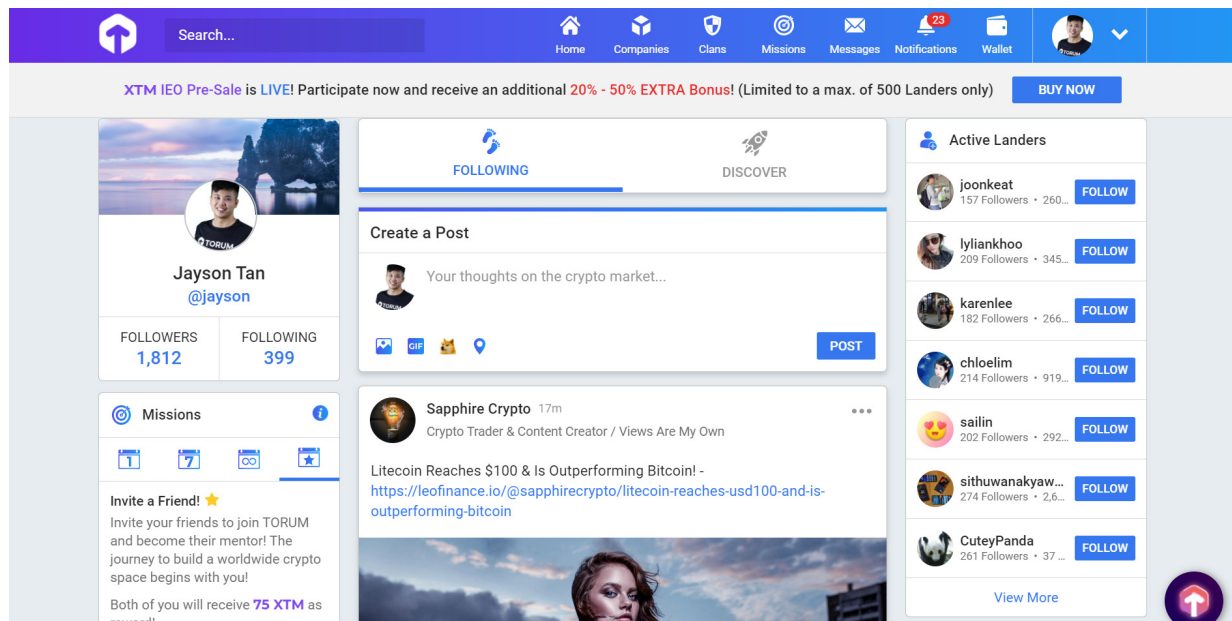 Search...
Home
Companies
Clans
Missions
Messages
23
Notifications
Wallet
XTM IEO Pre-Sale is LIVE! Participate now and receive an additional 20% - 50% EXTRA Bonus! (Limited to a max. of 500 Landers only)
BUY NOW
TORUM
Jayson Tan
@jayson
FOLLOWERS
1,812
FOLLOWING
399
Missions
1
7
Invite a Friend!
Invite your friends to join TORUM
and become their mentor! The
journey to build a worldwide crypto
space begins with you!
Both of you will receive 75 XTM as
FOLLOWING
DISCOVER
Create a Post
Your thoughts on the crypto market...
GIF
POST
Sapphire Crypto 17m
Crypto Trader & Content Creator / Views Are My Own
Litecoin Reaches $100 & Is Outperforming Bitcoin! -
https://leofinance.io/@sapphirecrypto/litecoin-reaches-usd100-and-is-
outperforming-bitcoin
Active Landers
joonkeat
157 Followers • 260...
FOLLOW
lyliankhoo
209 Followers • 345...
FOLLOW
karenlee
182 Followers • 266...
FOLLOW
chloelim
214 Followers • 919...
FOLLOW
sailin
202 Followers • 292...
FOLLOW
sithuwanakyaw...
274 Followers • 2,6...
FOLLOW
CuteyPanda
261 Followers • 37 ...
FOLLOW
View More